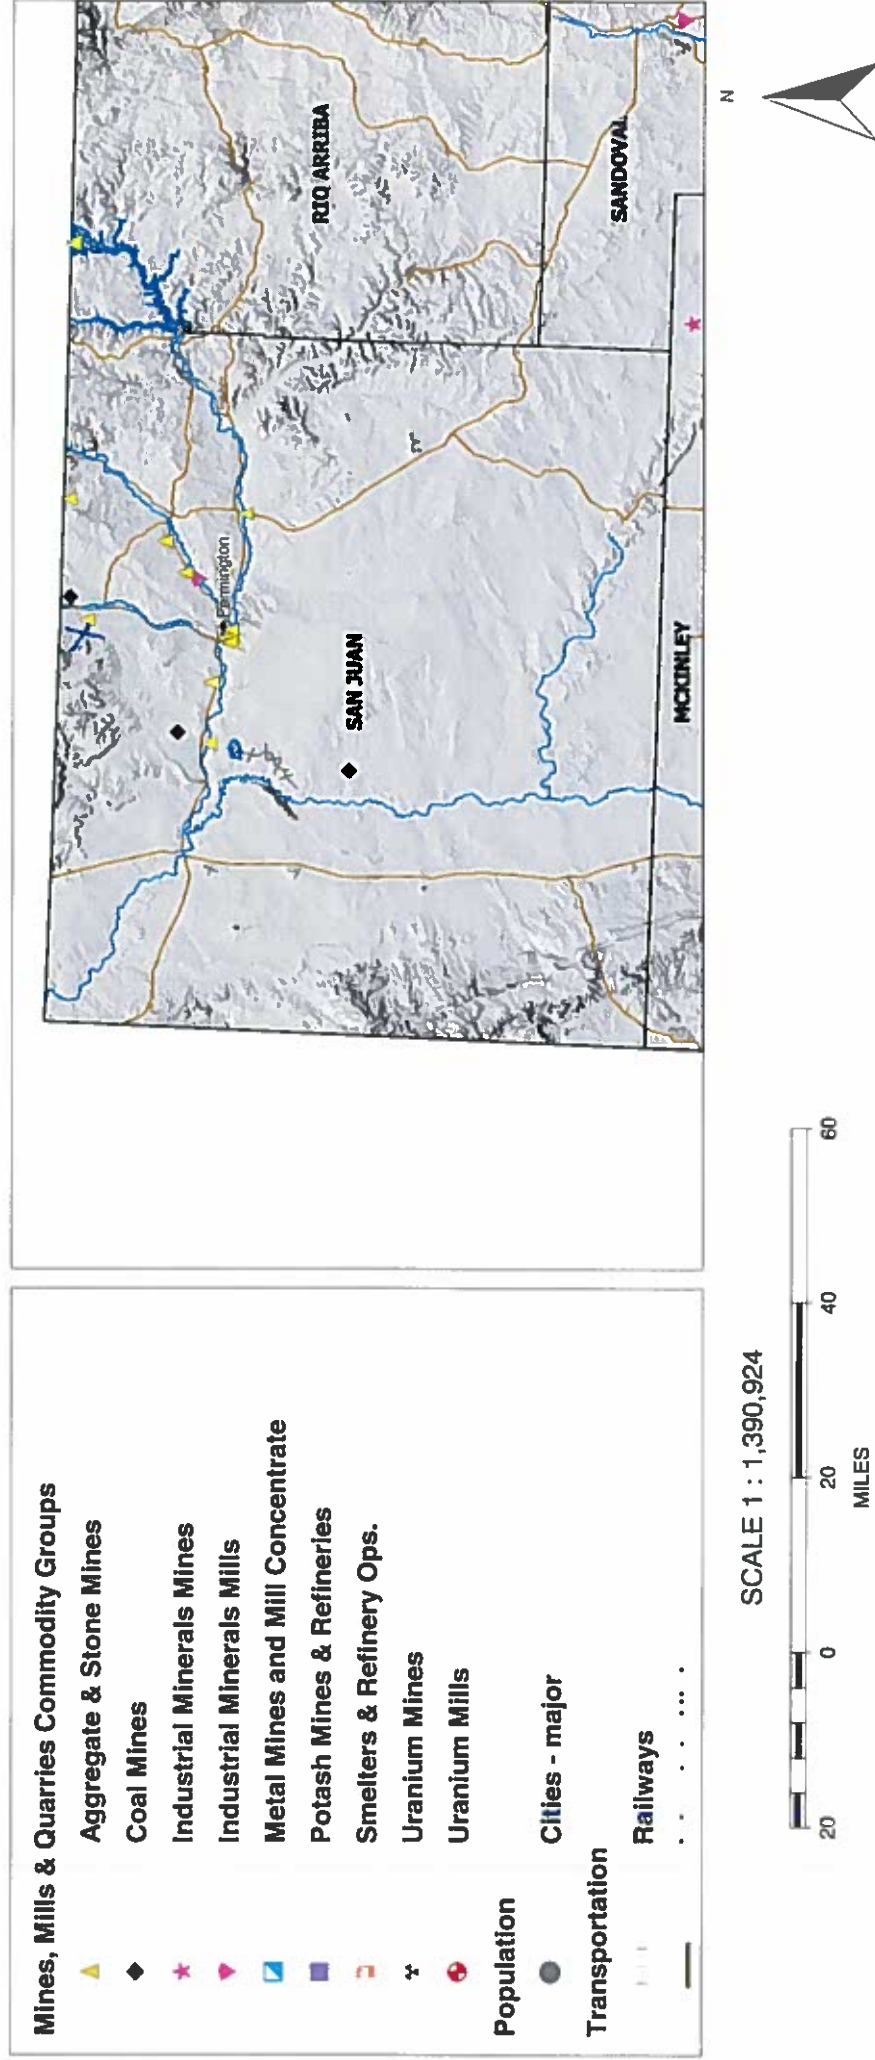 Mines, Mills & Quarries Commodity Groups
Aggregate & Stone Mines
Coal Mines
Industrial Minerals Mines
Industrial Minerals Mills
Metal Mines and Mill Concentrate
Potash Mines & Refineries
Smelters & Refinery Ops.
Uranium Mines
Uranium Mills
Population
Cities - major
Transportation
Railways
Farmington
SAN JUAN
RIO ARRIBA
SANDOVAL
MCKINLEY
N
SCALE 1 : 1,390,924
20 0 20 40 60
MILES